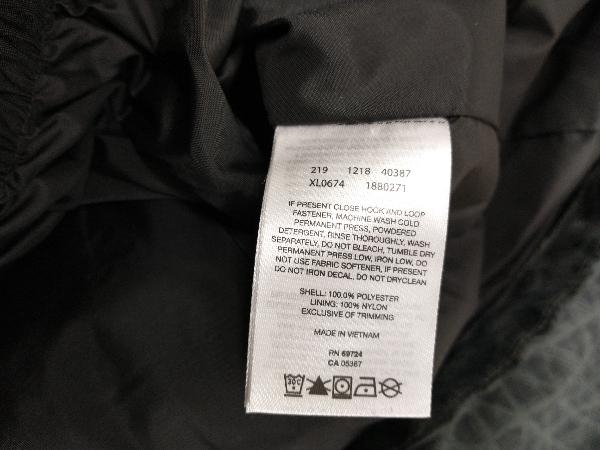 219 1218 40387
XL0674 1880271
IF PRESENT CLOSE HOOK AND LOOP
FASTENER, MACHINE WASH COLD
PERMANENT PRESS, POWDERED
DETERGENT, RINSE THOROUGHLY, WASH
SEPARATELY, DO NOT BLEACH, TUMBLE DRY
PERMANENT PRESS LOW, IRON LOW, DO
NOT USE FABRIC SOFTENER, IF PRESENT
DO NOT IRON DECAL, DO NOT DRYCLEAN
SHELL: 100.0% POLYESTER
LINING: 100% NYLON
EXCLUSIVE OF TRIMMING
MADE IN VIETNAM
RN 69724
CA 05367
30°C